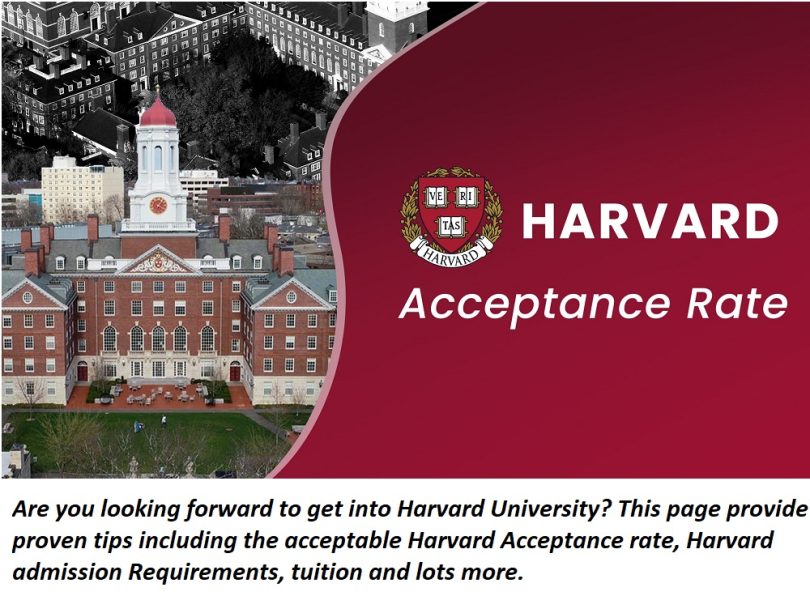 VE RI
TAS
HARVARD
HARVARD
Acceptance Rate
Are you looking forward to get into Harvard University? This page provide
proven tips including the acceptable Harvard Acceptance rate, Harvard
admission Requirements, tuition and lots more.